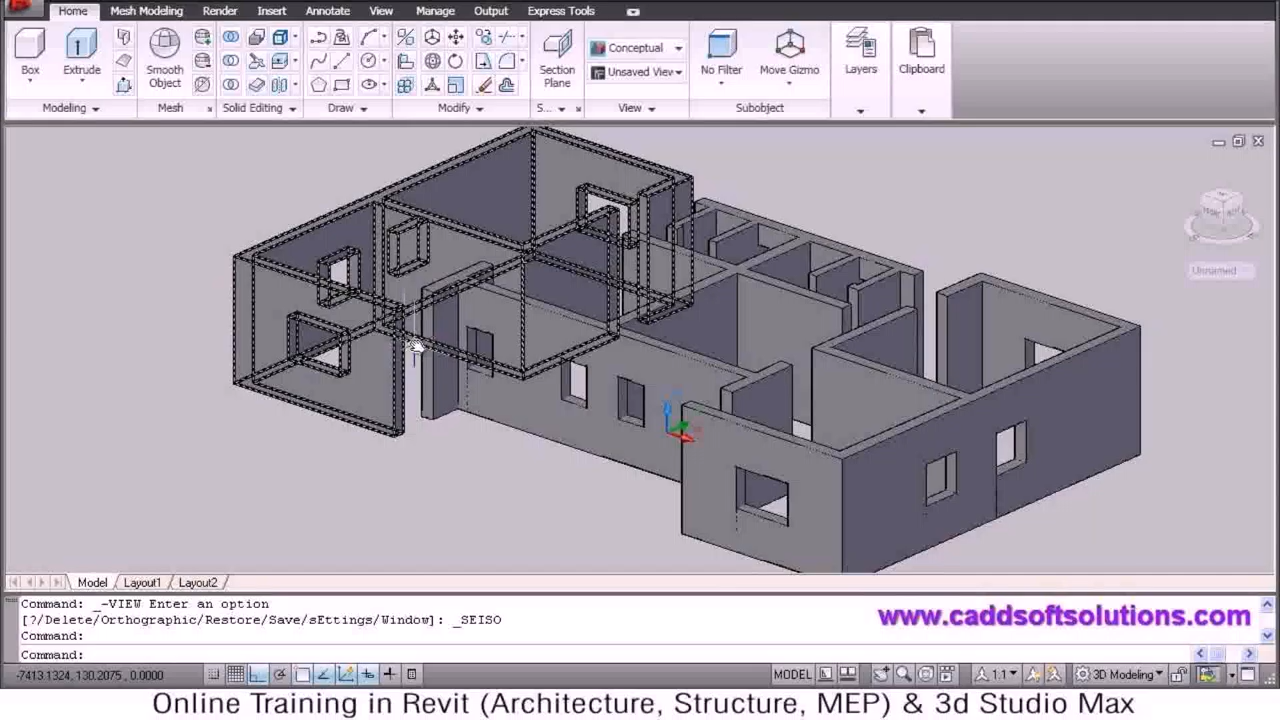 Home Mesh Modeling Render Insert Annotate View Manage Output Express Tools
Box Extrude Smooth Object Section Plane Conceptual Unsaved View No Filter Move Gizmo Layers Clipboard
Modeling Mesh Solid Editing Draw Modify S... View Subobject
Unnamed
Model Layout1 Layout2
Command: _-VIEW Enter an option
[?/Delete/Orthographic/Restore/Save/sEttings/Window]: _SEISO
Command:
Command:
www.caddsoftsolutions.com
-7413.1324, 130.2075, 0.0000 MODEL 1:1 3D Modeling
Online Training in Revit (Architecture, Structure, MEP) & 3d Studio Max